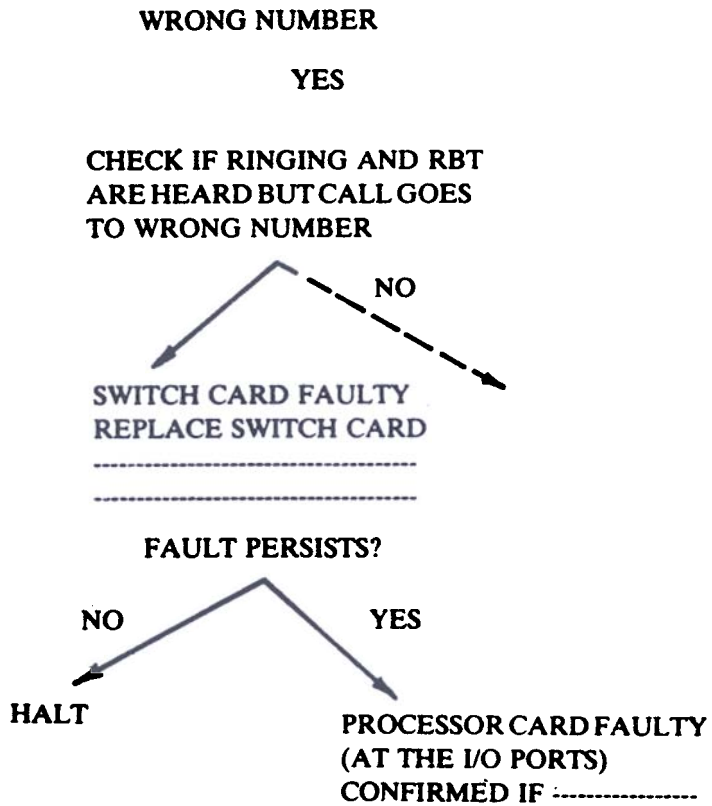 WRONG NUMBER
YES
CHECK IF RINGING AND RBT
ARE HEARD BUT CALL GOES
TO WRONG NUMBER
NO
SWITCH CARD FAULTY
REPLACE SWITCH CARD
FAULT PERSISTS?
NO
YES
HALT
PROCESSOR CARD FAULTY
(AT THE I/O PORTS)
CONFIRMED IF -----------------